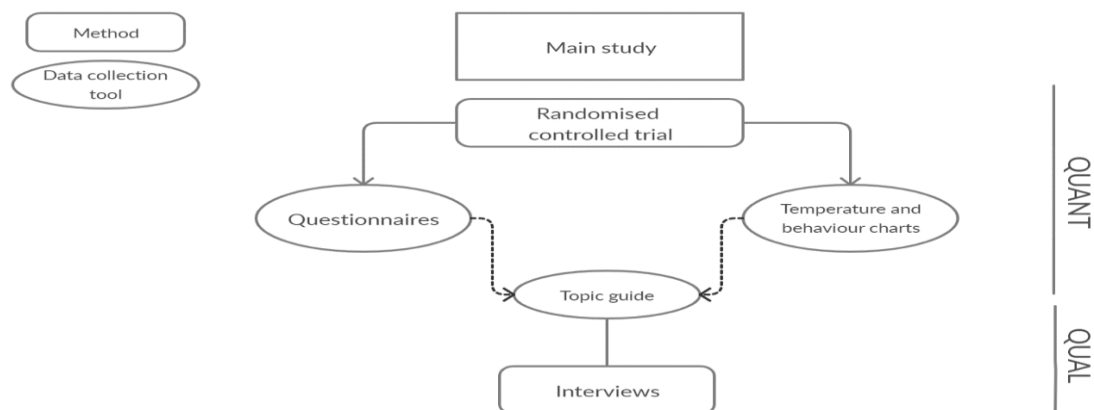 Method
Data collection
tool
Main study
Randomised
controlled trial
Questionnaires
Temperature and
behaviour charts
Topic guide
Interviews
QUANT
QUAL